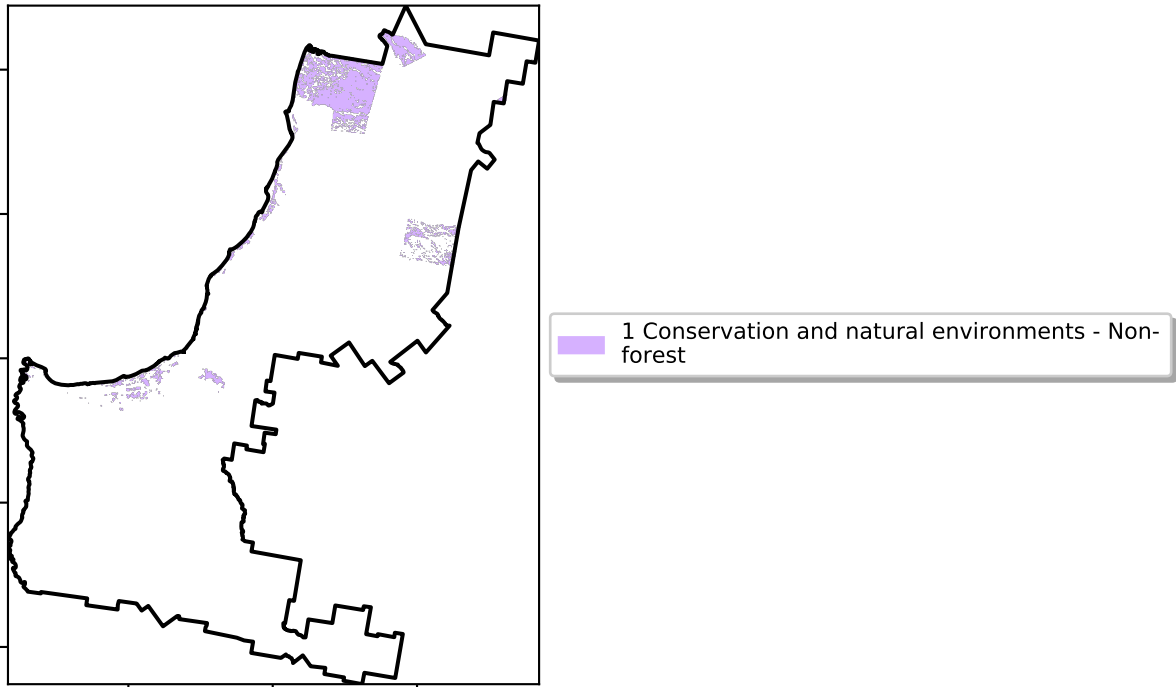 1 Conservation and natural environments - Non-
forest